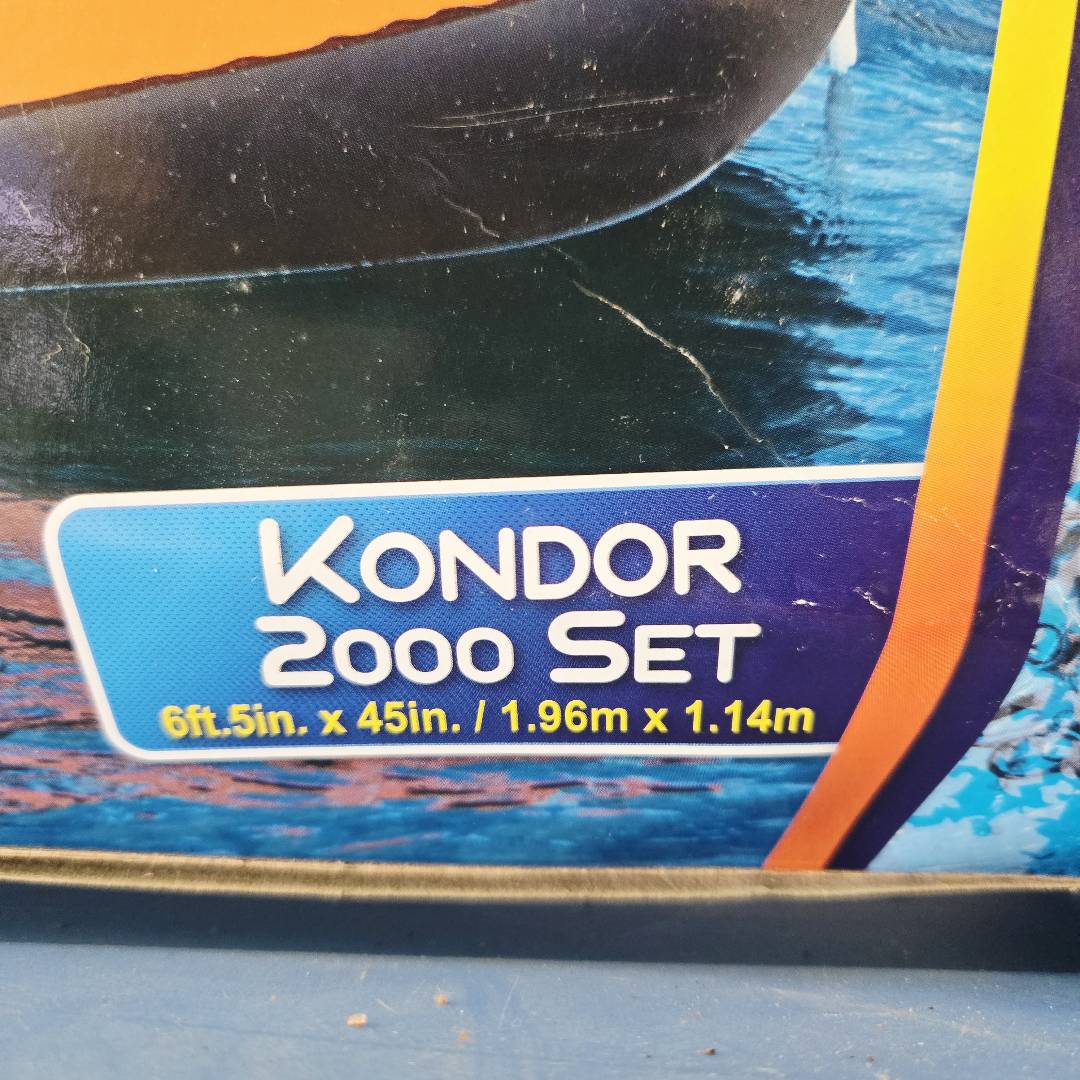 KONDOR
2000 SET
6ft.5in. x 45in. / 1.96m x 1.14m